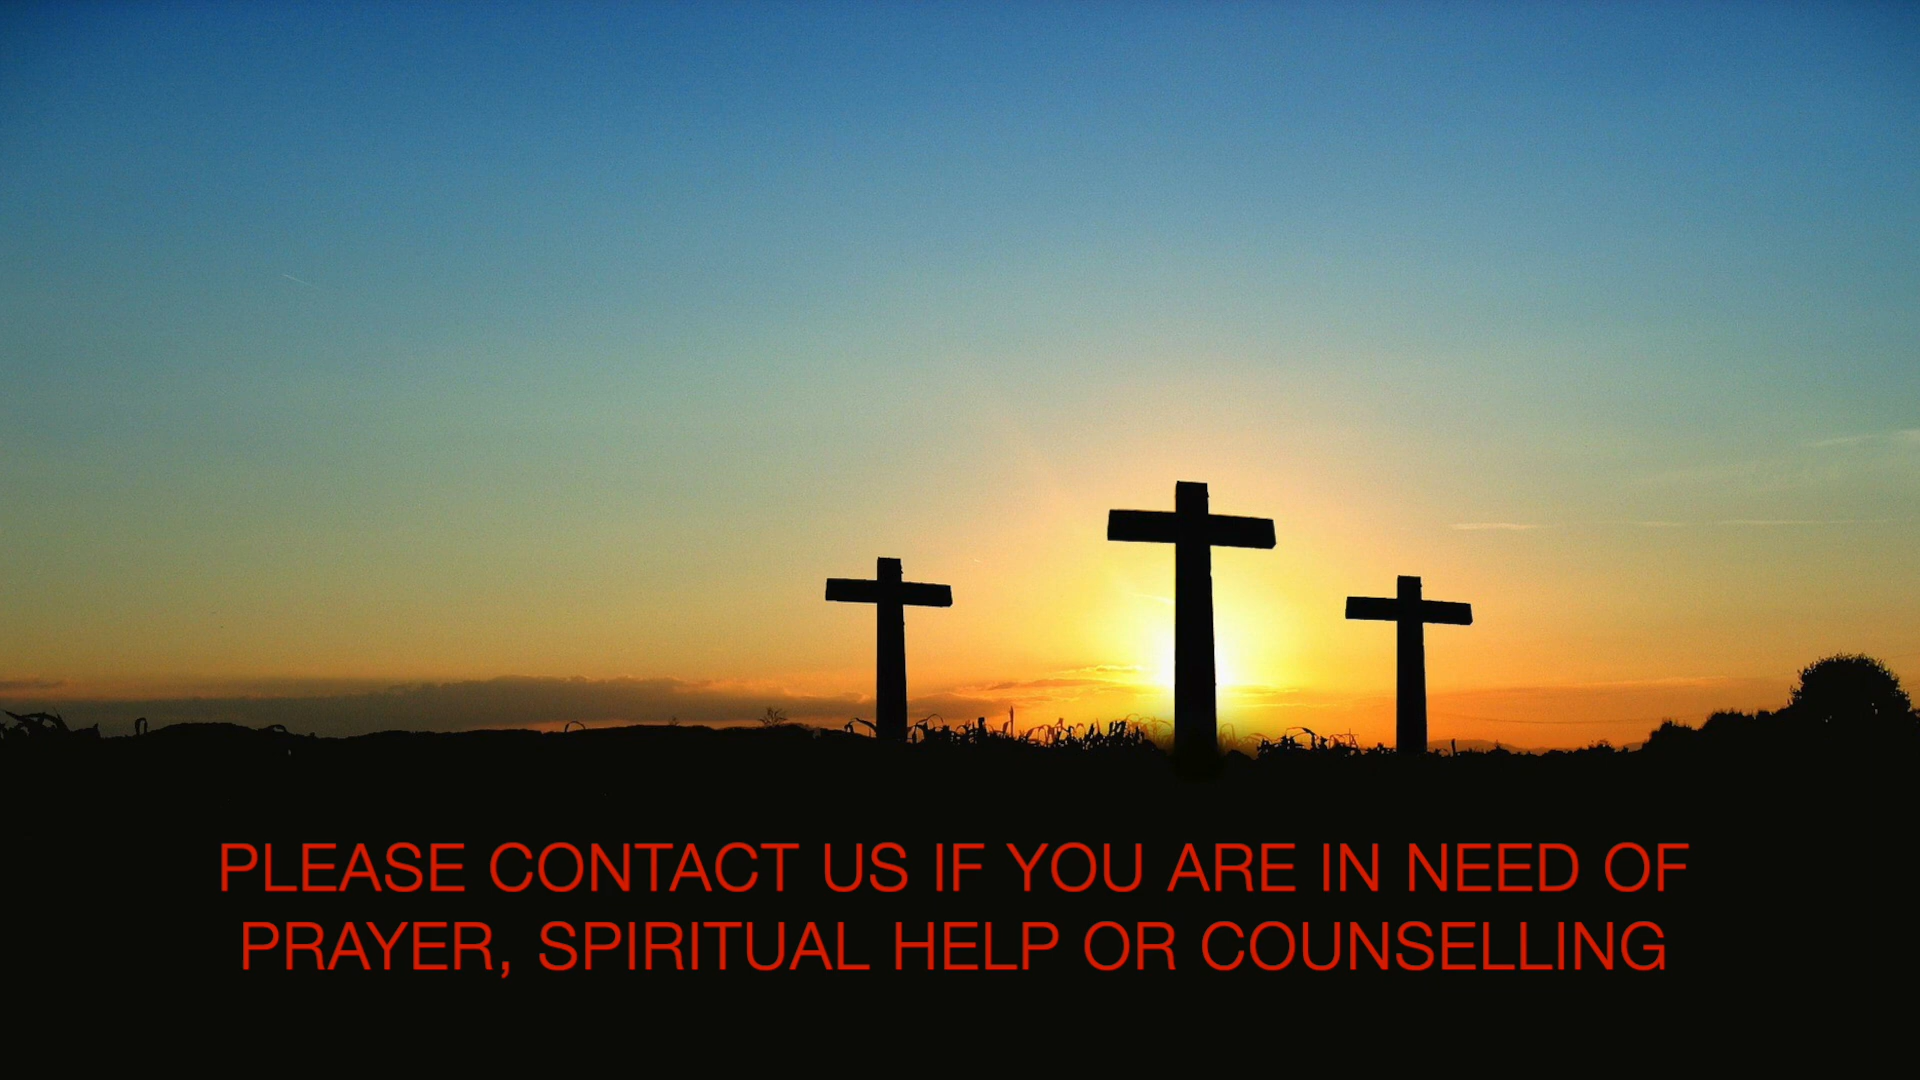 PLEASE CONTACT US IF YOU ARE IN NEED OF
PRAYER, SPIRITUAL HELP OR COUNSELLING